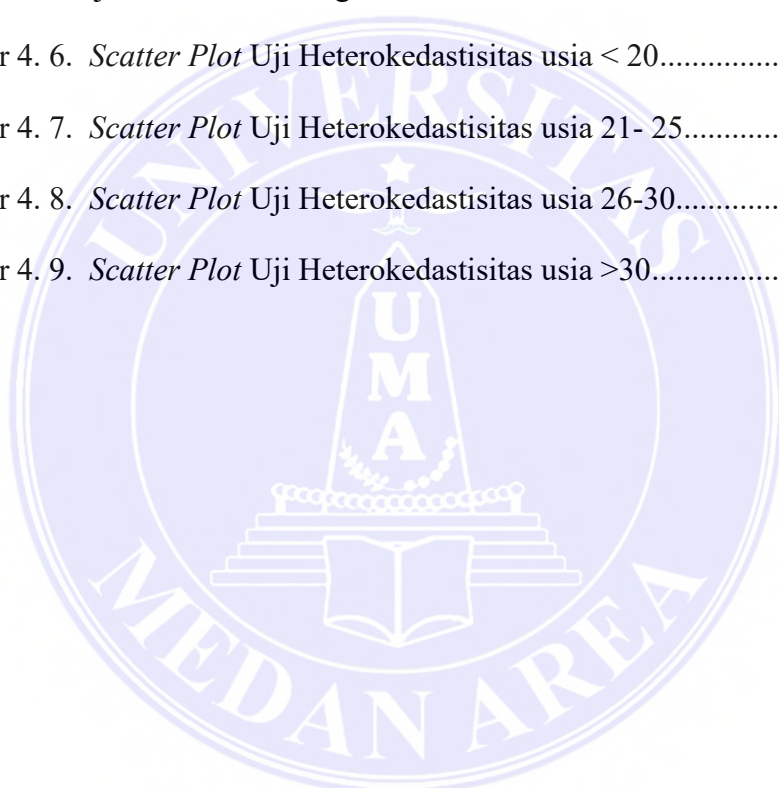 r 4. 6. Scatter Plot Uji Heterokedastisitas usia < 20...............
r 4. 7. Scatter Plot Uji Heterokedastisitas usia 21- 25............
r 4. 8. Scatter Plot Uji Heterokedastisitas usia 26-30.............
r 4. 9. Scatter Plot Uji Heterokedastisitas usia >30................
UNIVERSITAS
U
M
A
MEDAN AREA